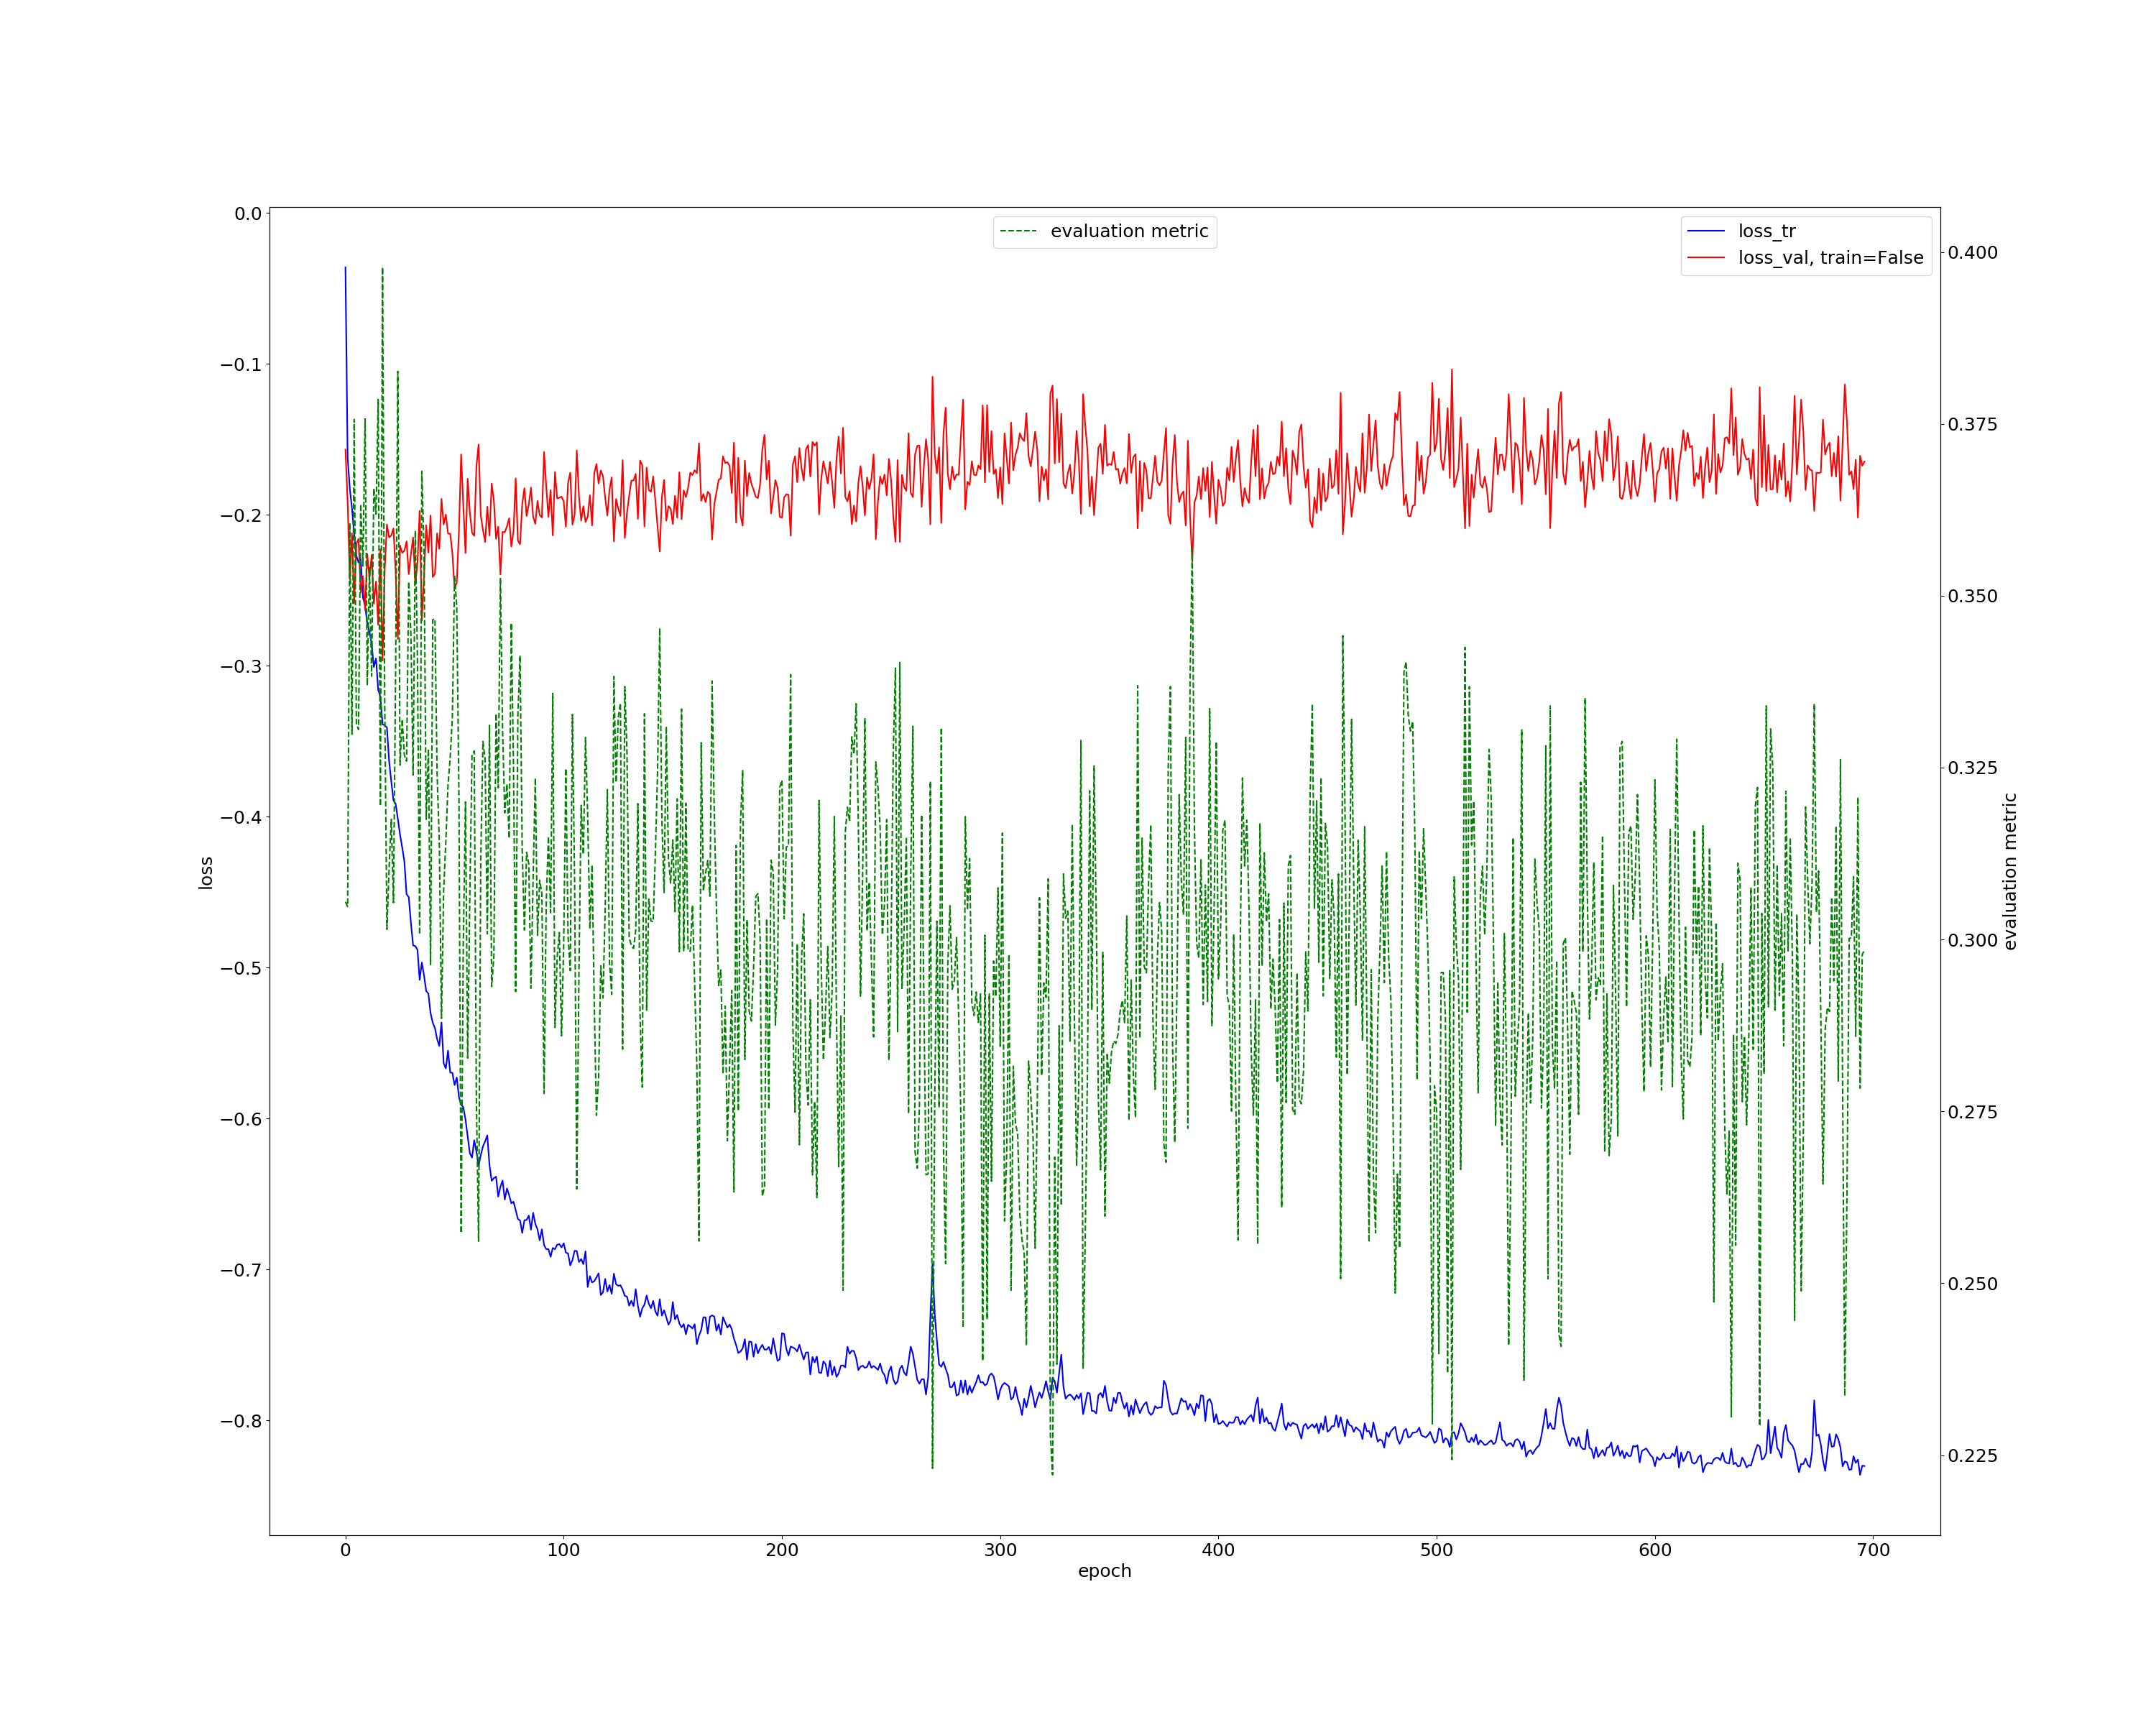 evaluation metric
loss_tr
loss_val, train=False
0.0
−0.1
−0.2
−0.3
−0.4
−0.5
−0.6
−0.7
−0.8
loss
0.400
0.375
0.350
0.325
0.300
0.275
0.250
0.225
evaluation metric
0 100 200 300 400 500 600 700
epoch